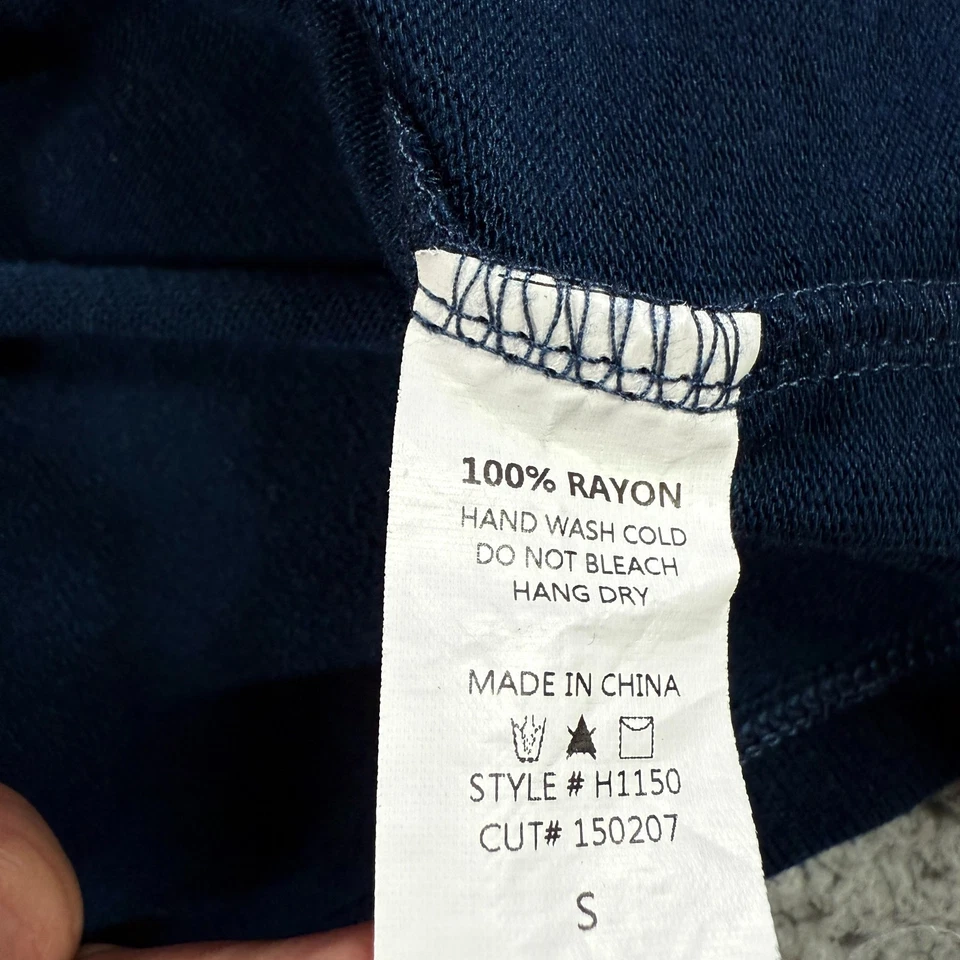 100% RAYON
HAND WASH COLD
DO NOT BLEACH
HANG DRY
MADE IN CHINA
STYLE # H1150
CUT# 150207
S